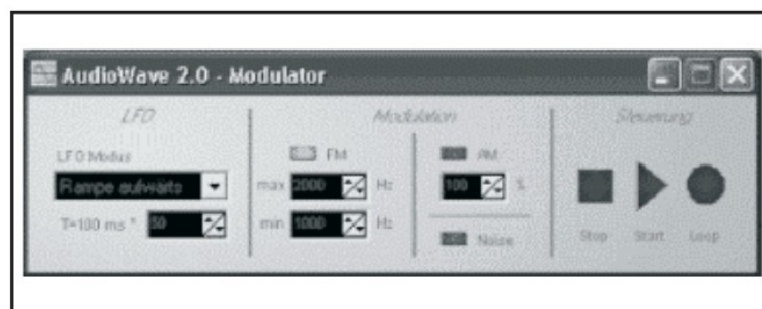 AudioWave 2.0 - Modulator
LFO
Modulation
Steuerung
LFO Modus
Rampe aufwärts
T=100 ms * 50
FM
max 2000 Hz
min 1000 Hz
AM
100 %
Noise
Stop Start Loop